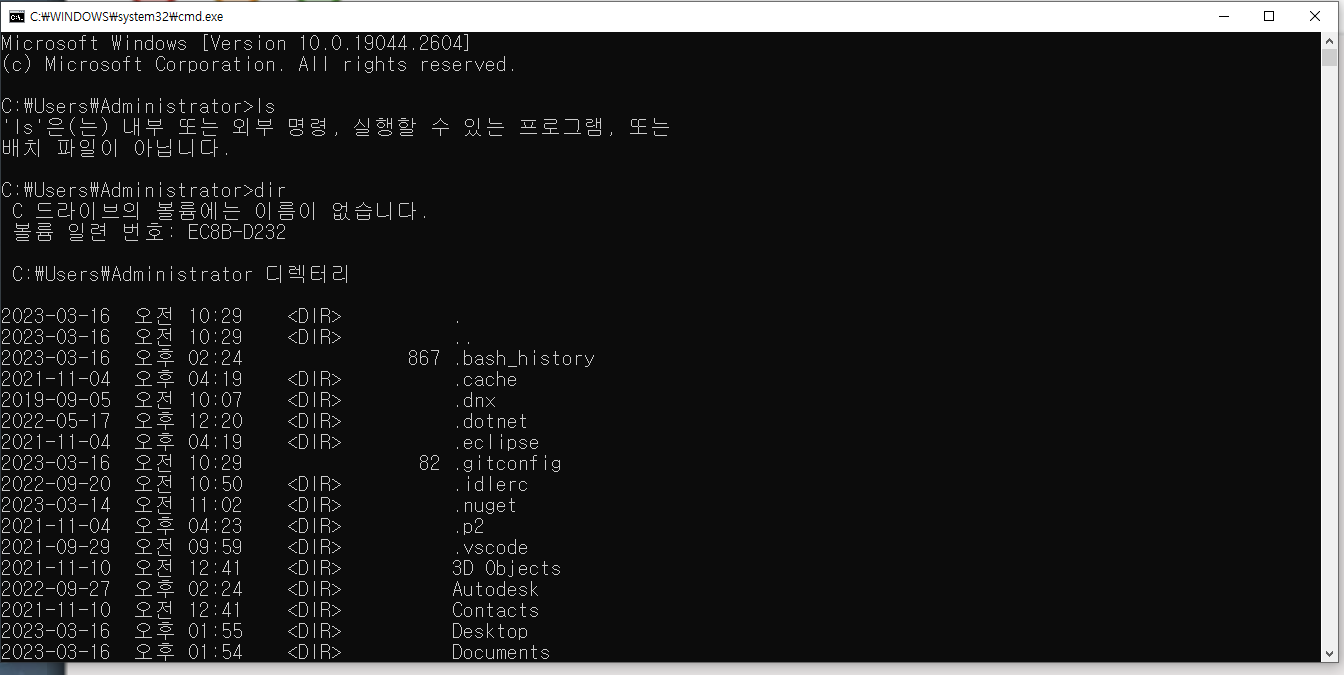 C:₩WINDOWS₩system32₩cmd.exe
Microsoft Windows [Version 10.0.19044.2604]
(c) Microsoft Corporation. All rights reserved.
C:₩Users₩Administrator>ls
'ls'은(는) 내부 또는 외부 명령, 실행할 수 있는 프로그램, 또는
배치 파일이 아닙니다.
C:₩Users₩Administrator>dir
C 드라이브의 볼륨에는 이름이 없습니다.
볼륨 일련 번호: EC8B-D232
C:₩Users₩Administrator 디렉터리
2023-03-16 오전 10:29 <DIR> .
2023-03-16 오전 10:29 <DIR> ..
2023-03-16 오후 02:24 867 .bash_history
2021-11-04 오후 04:19 <DIR> .cache
2019-09-05 오전 10:07 <DIR> .dnx
2022-05-17 오후 12:20 <DIR> .dotnet
2021-11-04 오후 04:19 <DIR> .eclipse
2023-03-16 오전 10:29 82 .gitconfig
2022-09-20 오전 10:50 <DIR> .idlerc
2023-03-14 오전 11:02 <DIR> .nuget
2021-11-04 오후 04:23 <DIR> .p2
2021-09-29 오전 09:59 <DIR> .vscode
2021-11-10 오전 12:41 <DIR> 3D Objects
2022-09-27 오후 02:24 <DIR> Autodesk
2021-11-10 오전 12:41 <DIR> Contacts
2023-03-16 오후 01:55 <DIR> Desktop
2023-03-16 오후 01:54 <DIR> Documents